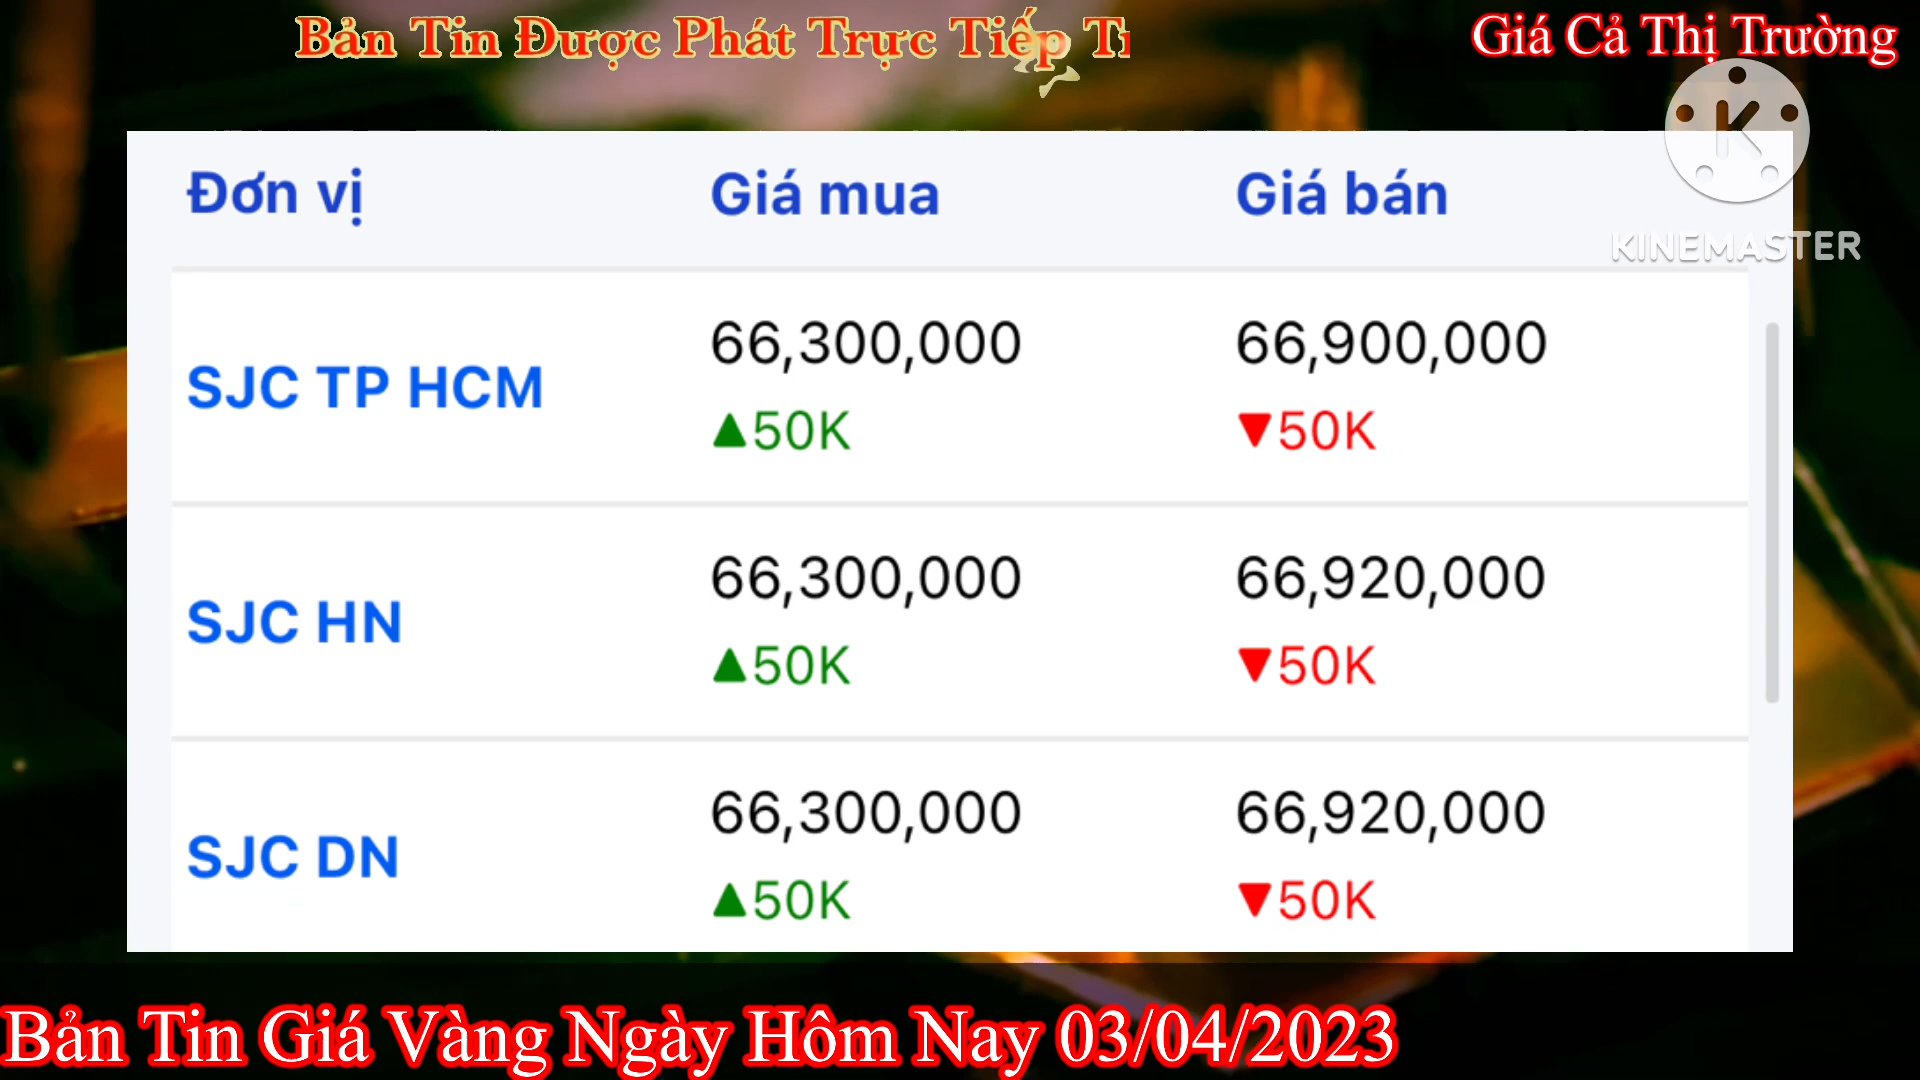 Bản Tin Được Phát Trực Tiếp
Giá Cả Thị Trường
K
KINEMASTER
Đơn vị Giá mua Giá bán
66,300,000 66,900,000
SJC TP HCM
▲50K ▼50K
66,300,000 66,920,000
SJC HN
▲50K ▼50K
66,300,000 66,920,000
SJC DN
▲50K ▼50K
Bản Tin Giá Vàng Ngày Hôm Nay 03/04/2023